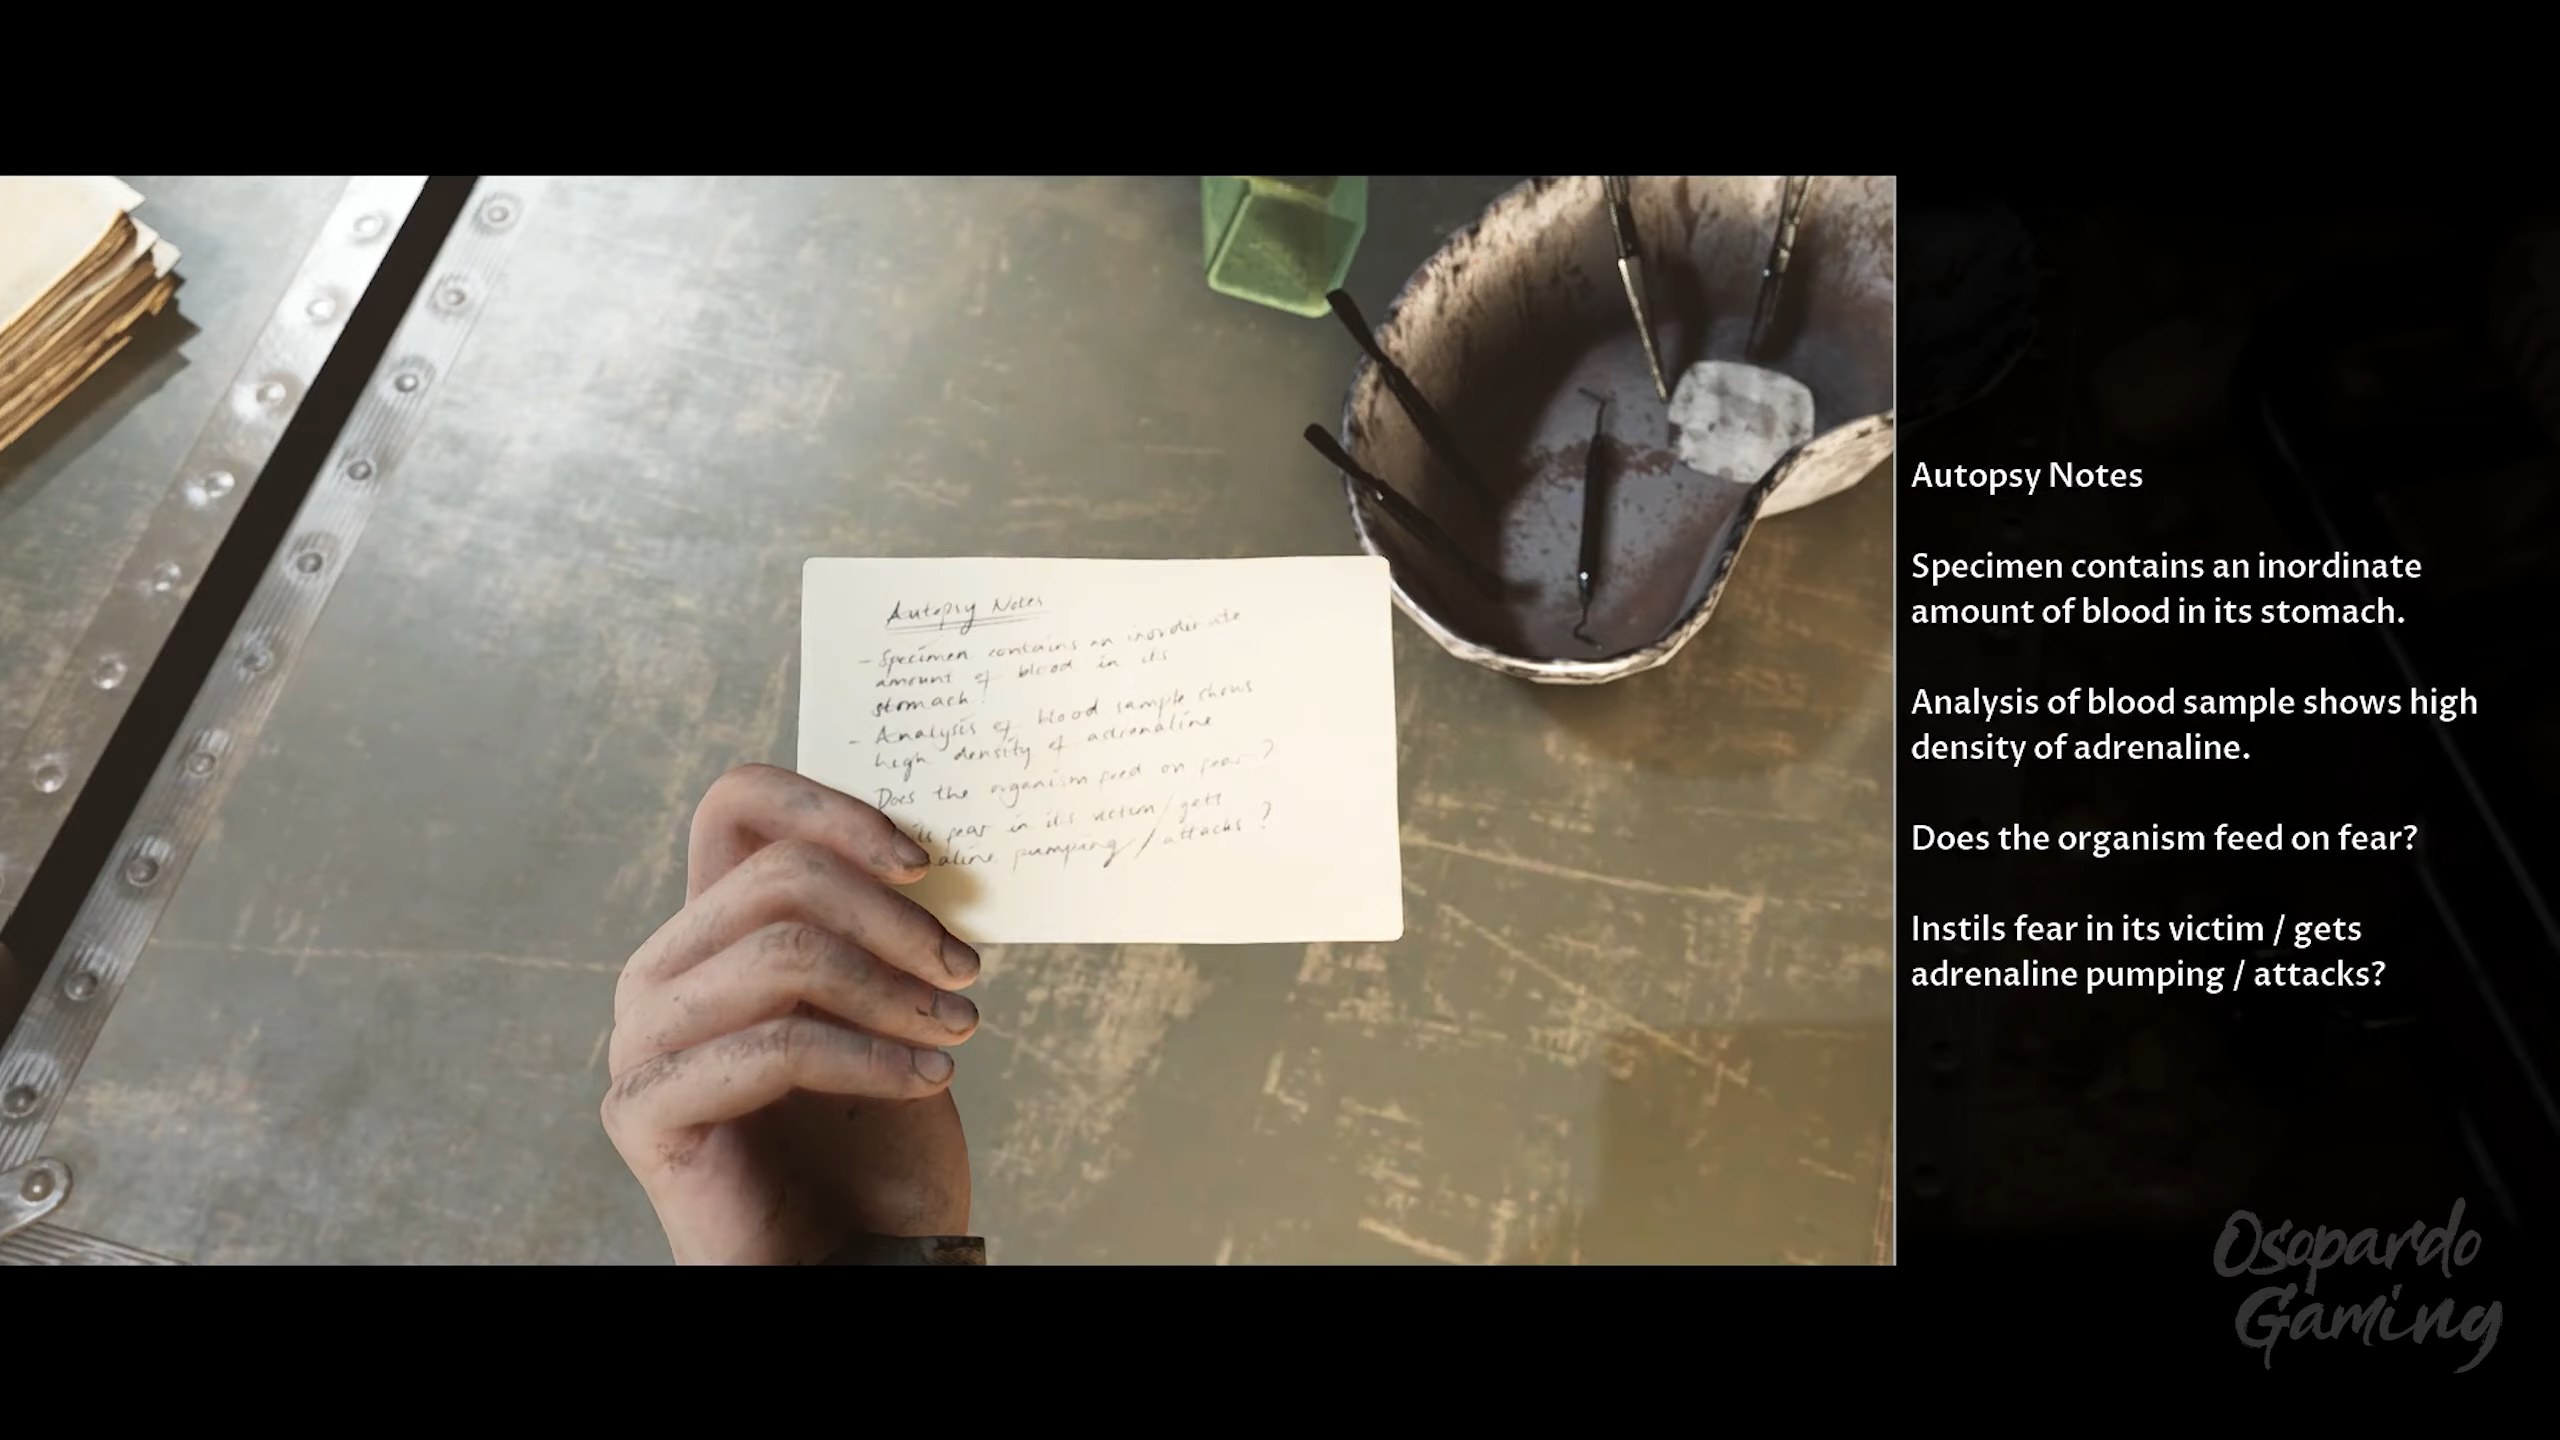 Autopsy Notes
- Specimen contains an inordinate
amount of blood in its
stomach.
- Analysis of blood sample shows
high density of adrenaline
Does the organism feed on fear?
ils fear in its victim / gets
aline pumping / attacks?
Autopsy Notes
Specimen contains an inordinate
amount of blood in its stomach.
Analysis of blood sample shows high
density of adrenaline.
Does the organism feed on fear?
Instils fear in its victim / gets
adrenaline pumping / attacks?
Osopardo
Gaming